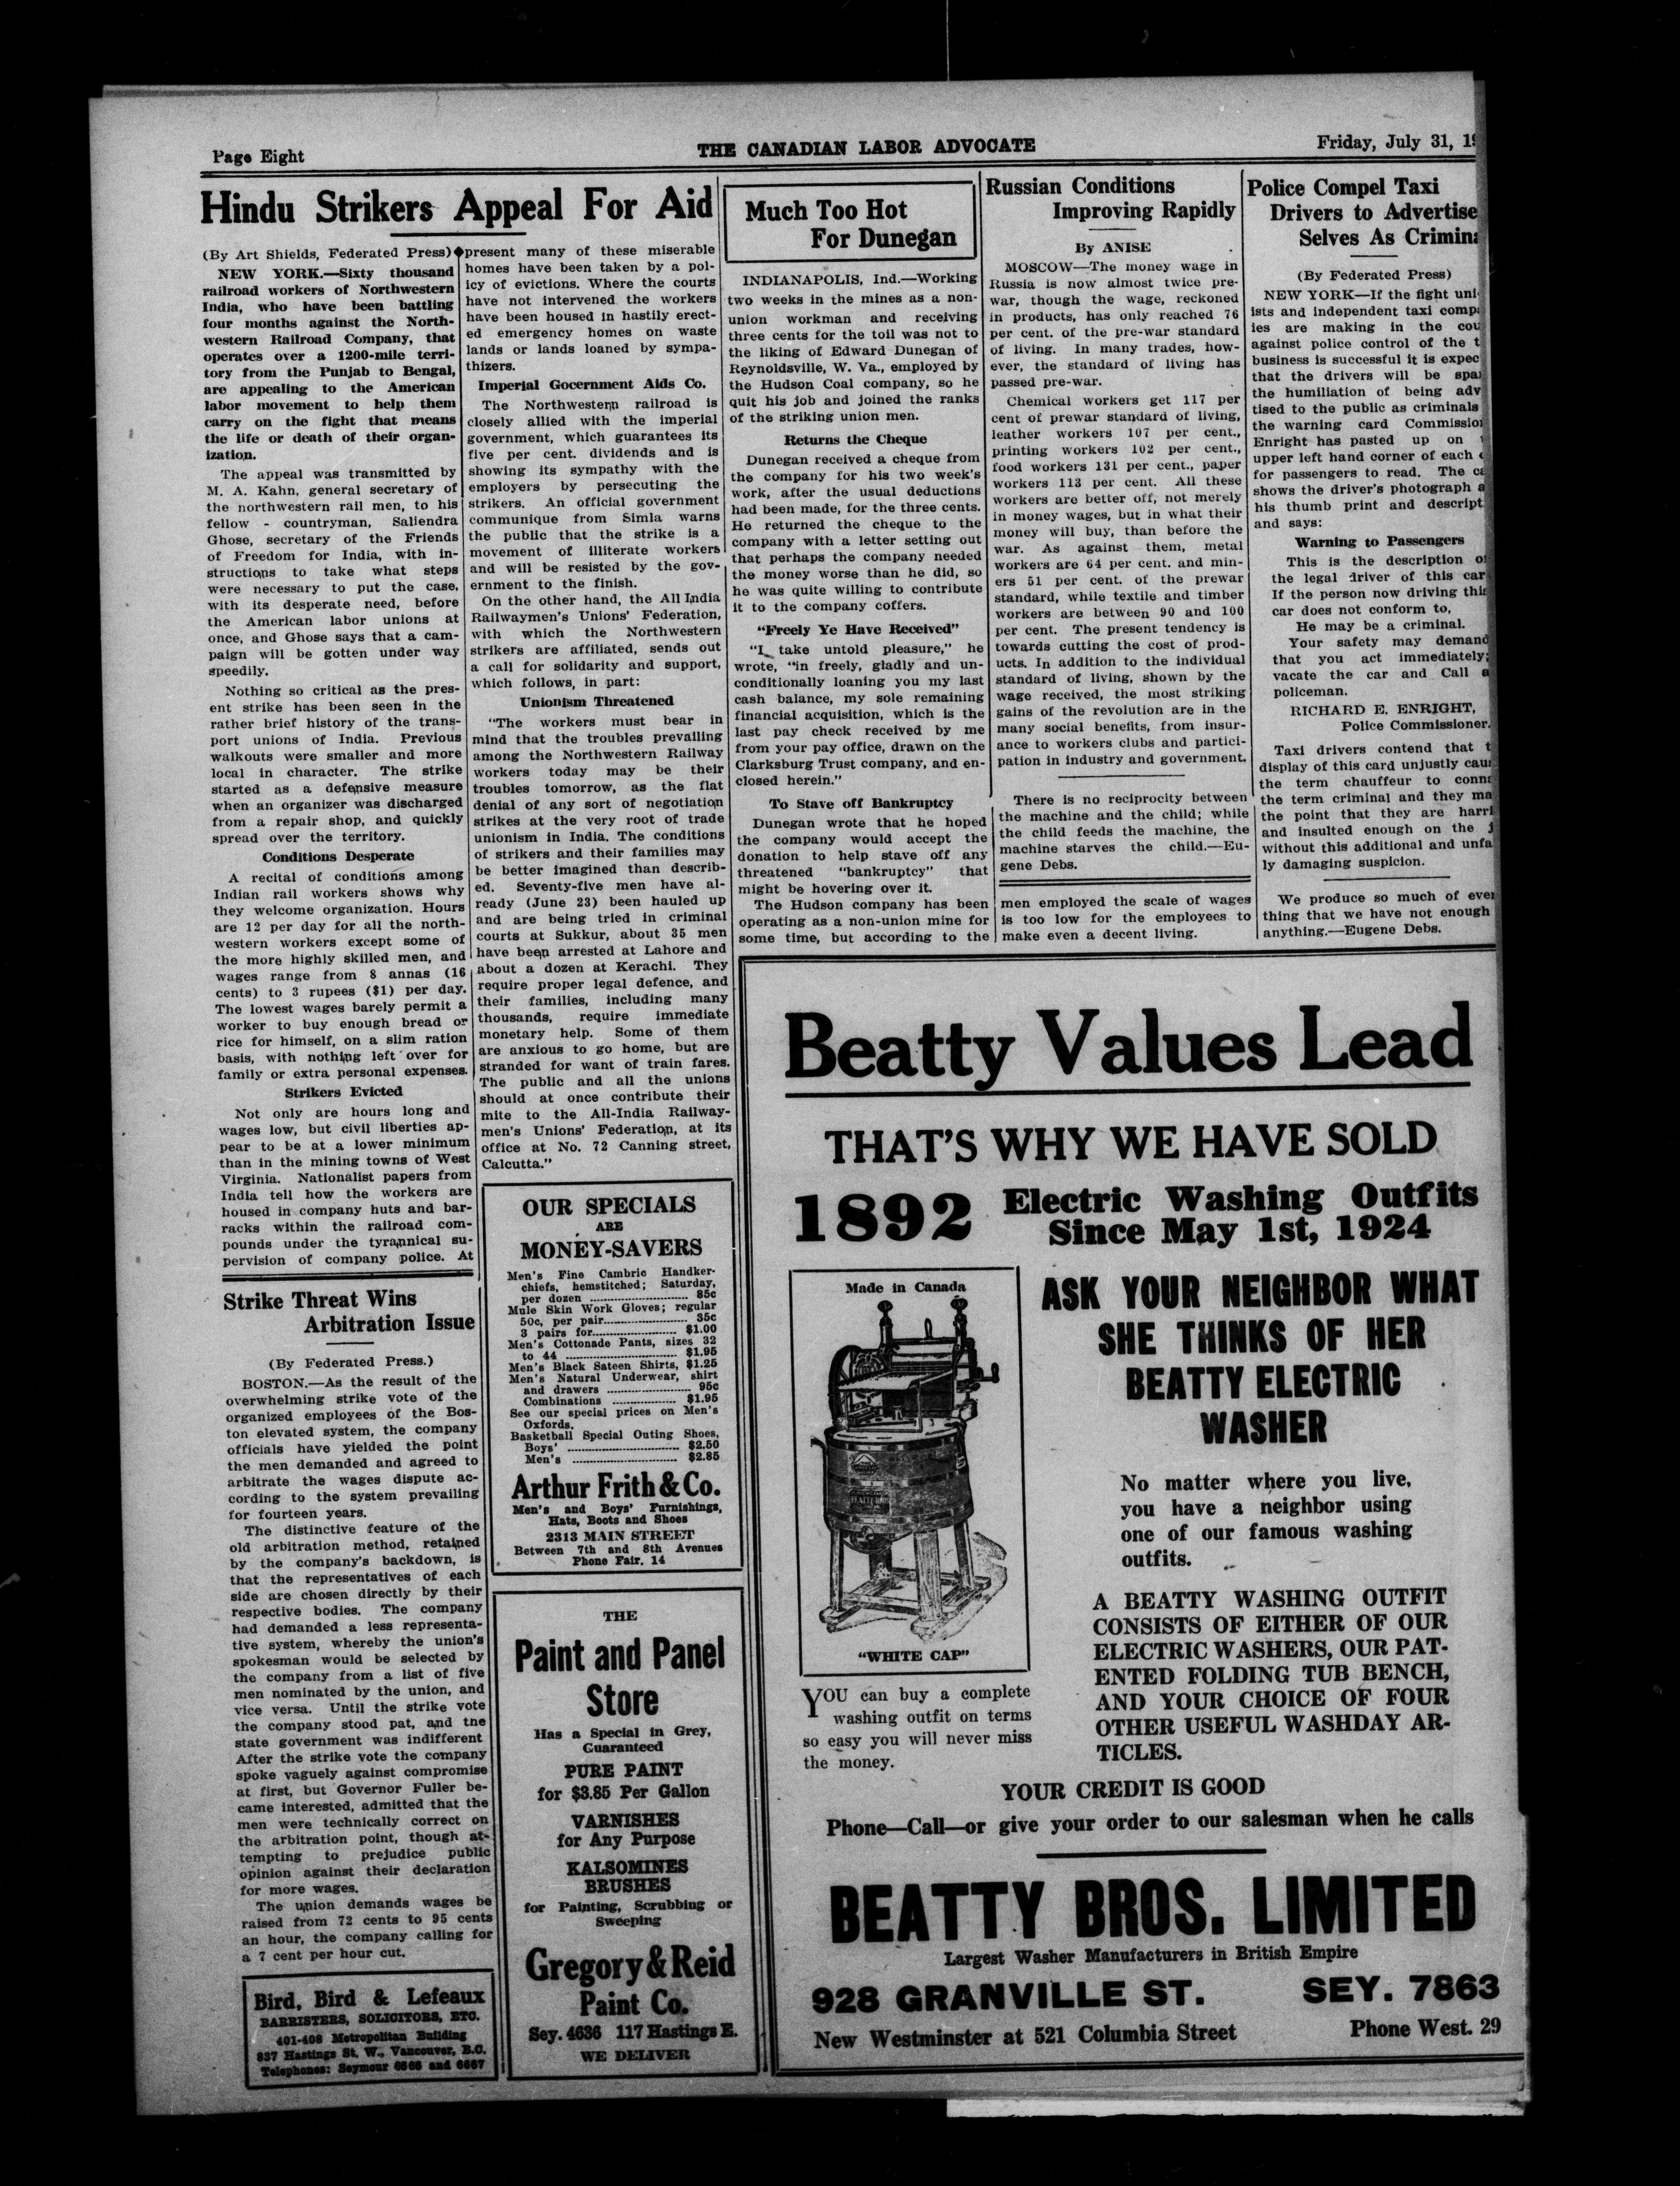 Page Eight
THE CANADIAN LABOR ADVOCATE
Friday, July 31,
Hindu Strikers Appeal For Aid
(By Art Shields, Federated Press)
NEW YORK.—Sixty thousand
railroad workers of Northwestern
India, who have been battling
four months against the North-
western Railroad Company, that
operates over a 1200-mile terri-
tory from the Punjab to Bengal,
are appealing to the American
labor movement to help them
carry on the fight that means
the life or death of their organ-
ization.
The appeal was transmitted by
M. A. Kahn, general secretary of
the northwestern rail men, to his
fellow - countryman, Saliendra
Ghose, secretary of the Friends
of Freedom for India, with in-
structions to take what steps
were necessary to put the case,
with its desperate need, before
the American labor unions at
once, and Ghose says that a cam-
paign will be gotten under way
speedily.
Nothing so critical as the pres-
ent strike has been seen in the
rather brief history of the trans-
port unions of India. Previous
walkouts were smaller and more
local in character. The strike
started as a defensive measure
when an organizer was discharged
from a repair shop, and quickly
spread over the territory.
Conditions Desperate
A recital of conditions among
Indian rail workers shows why
they welcome organization. Hours
are 12 per day for all the north-
western workers except some of
the more highly skilled men, and
wages range from 8 annas (16
cents) to 3 rupees ($1) per day.
The lowest wages barely permit a
worker to buy enough bread or
rice for himself, on a slim ration
basis, with nothing left over for
family or extra personal expenses.
Strikers Evicted
Not only are hours long and
wages low, but civil liberties ap-
pear to be at a lower minimum
than in the mining towns of West
Virginia. Nationalist papers from
India tell how the workers are
housed in company huts and bar-
racks within the railroad com-
pounds under the tyrannical su-
pervision of company police. At
present many of these miserable
homes have been taken by a pol-
icy of evictions. Where the courts
have not intervened the workers
have been housed in hastily erect-
ed emergency homes on waste
lands or lands loaned by sympa-
thizers.
Imperial Gocernment Aids Co.
The Northwestern railroad is
closely allied with the imperial
government, which guarantees its
five per cent. dividends and is
showing its sympathy with the
employers by persecuting the
strikers. An official government
communique from Simla warns
the public that the strike is a
movement of illiterate workers
and will be resisted by the gov-
ernment to the finish.
On the other hand, the All India
Railwaymen's Unions' Federation,
with which the Northwestern
strikers are affiliated, sends out
a call for solidarity and support,
which follows, in part:
Unionism Threatened
"The workers must bear in
mind that the troubles prevailing
among the Northwestern Railway
workers today may be their
troubles tomorrow, as the flat
denial of any sort of negotiation
strikes at the very root of trade
unionism in India. The conditions
of strikers and their families may
be better imagined than describ-
ed. Seventy-five men have al-
ready (June 23) been hauled up
and are being tried in criminal
courts at Sukkur, about 35 men
have been arrested at Lahore and
about a dozen at Kerachi. They
require proper legal defence, and
their families, including many
thousands, require immediate
monetary help. Some of them
are anxious to go home, but are
stranded for want of train fares.
The public and all the unions
should at once contribute their
mite to the All-India Railway-
men's Unions' Federation, at its
office at No. 72 Canning street,
Calcutta."
Strike Threat Wins
Arbitration Issue
(By Federated Press.)
BOSTON.—As the result of the
overwhelming strike vote of the
organized employees of the Bos-
ton elevated system, the company
officials have yielded the point
the men demanded and agreed to
arbitrate the wages dispute ac-
cording to the system prevailing
for fourteen years.
The distinctive feature of the
old arbitration method, retained
by the company's backdown, is
that the representatives of each
side are chosen directly by their
respective bodies. The company
had demanded a less representa-
tive system, whereby the union's
spokesman would be selected by
the company from a list of five
men nominated by the union, and
vice versa. Until the strike vote
the company stood pat, and tne
state government was indifferent
After the strike vote the company
spoke vaguely against compromise
at first, but Governor Fuller be-
came interested, admitted that the
men were technically correct on
the arbitration point, though at-
tempting to prejudice public
opinion against their declaration
for more wages.
The union demands wages be
raised from 72 cents to 95 cents
an hour, the company calling for
a 7 cent per hour cut.
Bird, Bird & Lefeaux
BARRISTERS, SOLICITORS, ETC.
401-408 Metropolitan Building
837 Hastings St. W., Vancouver, B.C.
Telephones: Seymour 6666 and 6667
OUR SPECIALS
ARE
MONEY-SAVERS
Men's Fine Cambric Handker-
chiefs, hemstitched; Saturday,
per dozen 85c
Mule Skin Work Gloves; regular
50c, per pair 35c
3 pairs for $1.00
Men's Cottonade Pants, sizes 32
to 44 $1.95
Men's Black Sateen Shirts, $1.25
Men's Natural Underwear, shirt
and drawers 95c
Combinations $1.95
See our special prices on Men's
Oxfords.
Basketball Special Outing Shoes,
Boys' $2.50
Men's $2.85
Arthur Frith & Co.
Men's and Boys' Furnishings,
Hats, Boots and Shoes
2313 MAIN STREET
Between 7th and 8th Avenues
Phone Fair. 14
THE
Paint and Panel
Store
Has a Special in Grey,
Guaranteed
PURE PAINT
for $3.85 Per Gallon
VARNISHES
for Any Purpose
KALSOMINES
BRUSHES
for Painting, Scrubbing or
Sweeping
Gregory & Reid
Paint Co.
Sey. 4636 117 Hastings E.
WE DELIVER
Much Too Hot
For Dunegan
INDIANAPOLIS, Ind.—Working
two weeks in the mines as a non-
union workman and receiving
three cents for the toil was not to
the liking of Edward Dunegan of
Reynoldsville, W. Va., employed by
the Hudson Coal company, so he
quit his job and joined the ranks
of the striking union men.
Returns the Cheque
Dunegan received a cheque from
the company for his two week's
work, after the usual deductions
had been made, for the three cents.
He returned the cheque to the
company with a letter setting out
that perhaps the company needed
the money worse than he did, so
he was quite willing to contribute
it to the company coffers.
"Freely Ye Have Received"
"I take untold pleasure," he
wrote, "in freely, gladly and un-
conditionally loaning you my last
cash balance, my sole remaining
financial acquisition, which is the
last pay check received by me
from your pay office, drawn on the
Clarksburg Trust company, and en-
closed herein."
To Stave off Bankruptcy
Dunegan wrote that he hoped
the company would accept the
donation to help stave off any
threatened "bankruptcy" that
might be hovering over it.
The Hudson company has been
operating as a non-union mine for
some time, but according to the
men employed the scale of wages
is too low for the employees to
make even a decent living.
Russian Conditions
Improving Rapidly
By ANISE
MOSCOW—The money wage in
Russia is now almost twice pre-
war, though the wage, reckoned
in products, has only reached 76
per cent. of the pre-war standard
of living. In many trades, how-
ever, the standard of living has
passed pre-war.
Chemical workers get 117 per
cent of prewar standard of living,
leather workers 107 per cent.,
printing workers 102 per cent.,
food workers 131 per cent., paper
workers 113 per cent. All these
workers are better off, not merely
in money wages, but in what their
money will buy, than before the
war. As against them, metal
workers are 64 per cent. and min-
ers 51 per cent. of the prewar
standard, while textile and timber
workers are between 90 and 100
per cent. The present tendency is
towards cutting the cost of prod-
ucts. In addition to the individual
standard of living, shown by the
wage received, the most striking
gains of the revolution are in the
many social benefits, from insur-
ance to workers clubs and partici-
pation in industry and government.
There is no reciprocity between
the machine and the child; while
the child feeds the machine, the
machine starves the child.—Eu-
gene Debs.
Police Compel Taxi
Drivers to Advertise
Selves As
(By Federated Press)
NEW YORK—If the fight
ists and independent taxi
ies are making in the
against police control of the
business is successful it is
that the drivers will be
the humiliation of being
tised to the public as criminals
the warning card
Enright has pasted up on
upper left hand corner of each
for passengers to read. The
shows the driver's photograph
his thumb print and
and says:
Warning to Passengers
This is the description
the legal driver of this car
If the person now driving
car does not conform to,
He may be a criminal.
Your safety may demand
that you act immediately;
vacate the car and Call
policeman.
RICHARD E. ENRIGHT,
Police Commissioner.
Taxi drivers contend that
display of this card unjustly
the term chauffeur to
the term criminal and they
the point that they are
and insulted enough on the
without this additional and
ly damaging suspicion.
We produce so much of
thing that we have not enough
anything.—Eugene Debs.
Beatty Values Lead
THAT'S WHY WE HAVE SOLD
1892 Electric Washing Outfits
Since May 1st, 1924
Made in Canada
BEATTY BROS
"WHITE CAP"
ASK YOUR NEIGHBOR WHAT
SHE THINKS OF HER
BEATTY ELECTRIC
WASHER
No matter where you live,
you have a neighbor using
one of our famous washing
outfits.
A BEATTY WASHING OUTFIT
CONSISTS OF EITHER OF OUR
ELECTRIC WASHERS, OUR PAT-
ENTED FOLDING TUB BENCH,
AND YOUR CHOICE OF FOUR
OTHER USEFUL WASHDAY AR-
TICLES.
YOU can buy a complete
washing outfit on terms
so easy you will never miss
the money.
YOUR CREDIT IS GOOD
Phone—Call—or give your order to our salesman when he calls
BEATTY BROS. LIMITED
Largest Washer Manufacturers in British Empire
928 GRANVILLE ST. SEY. 7863
New Westminster at 521 Columbia Street Phone West. 29